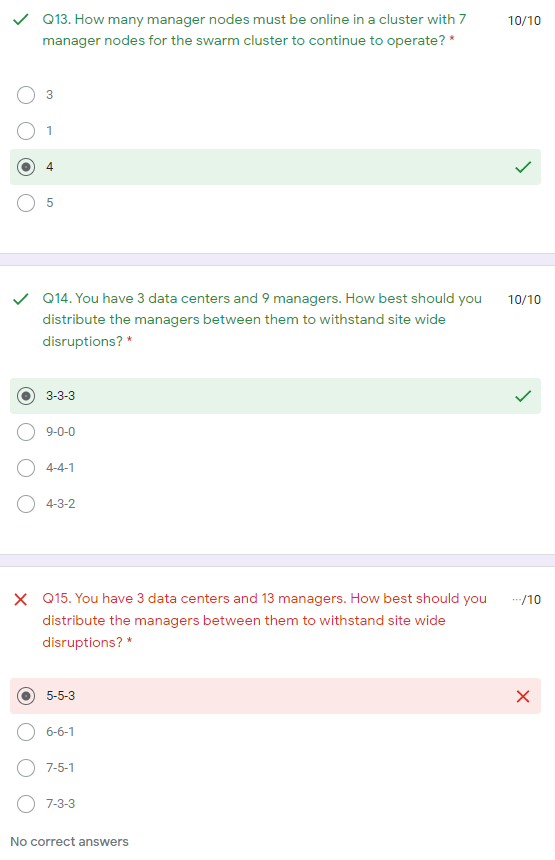 Q13. How many manager nodes must be online in a cluster with 7 10/10
manager nodes for the swarm cluster to continue to operate? *
3
1
4
5
Q14. You have 3 data centers and 9 managers. How best should you 10/10
distribute the managers between them to withstand site wide
disruptions? *
3-3-3
9-0-0
4-4-1
4-3-2
Q15. You have 3 data centers and 13 managers. How best should you ···/10
distribute the managers between them to withstand site wide
disruptions? *
5-5-3
6-6-1
7-5-1
7-3-3
No correct answers